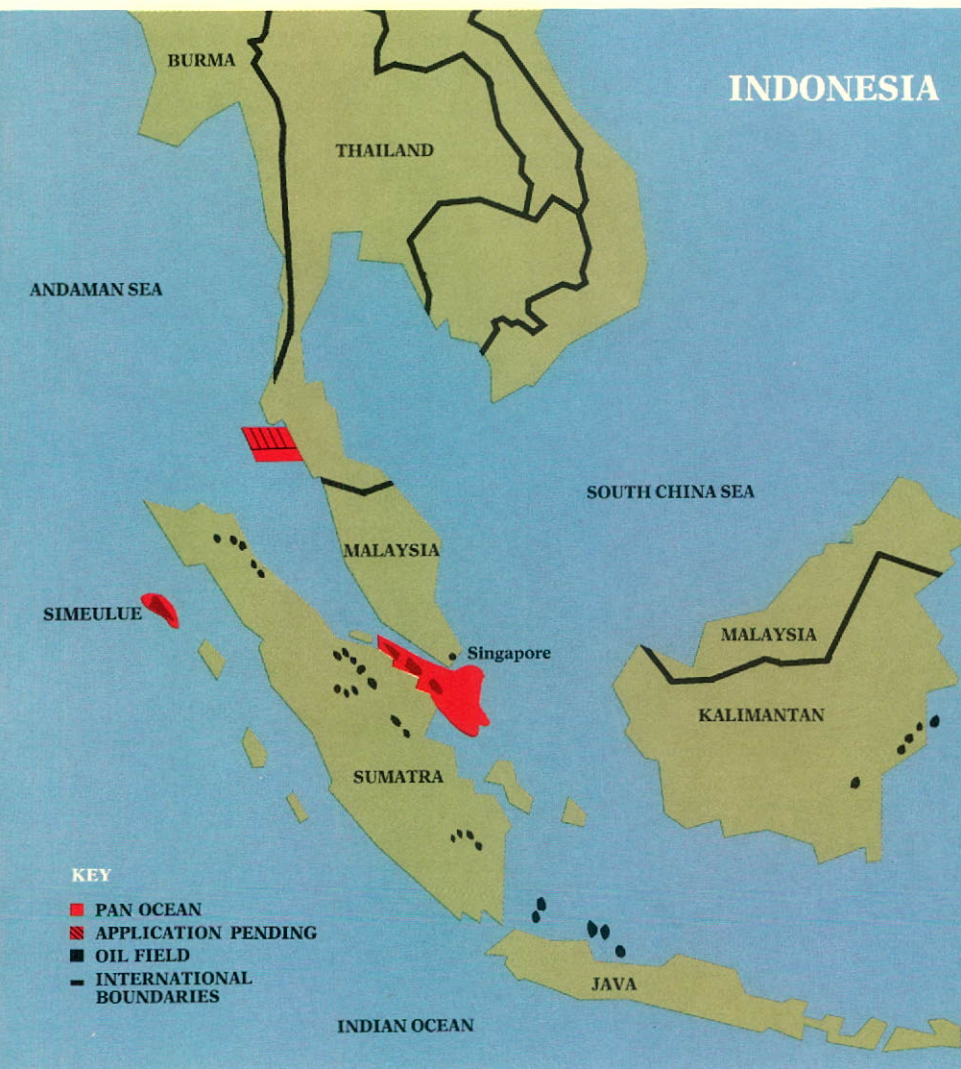 BURMA
INDONESIA
THAILAND
ANDAMAN SEA
SOUTH CHINA SEA
MALAYSIA
SIMEULUE
Singapore
MALAYSIA
KALIMANTAN
SUMATRA
KEY
PAN OCEAN
APPLICATION PENDING
OIL FIELD
INTERNATIONAL
BOUNDARIES
JAVA
INDIAN OCEAN